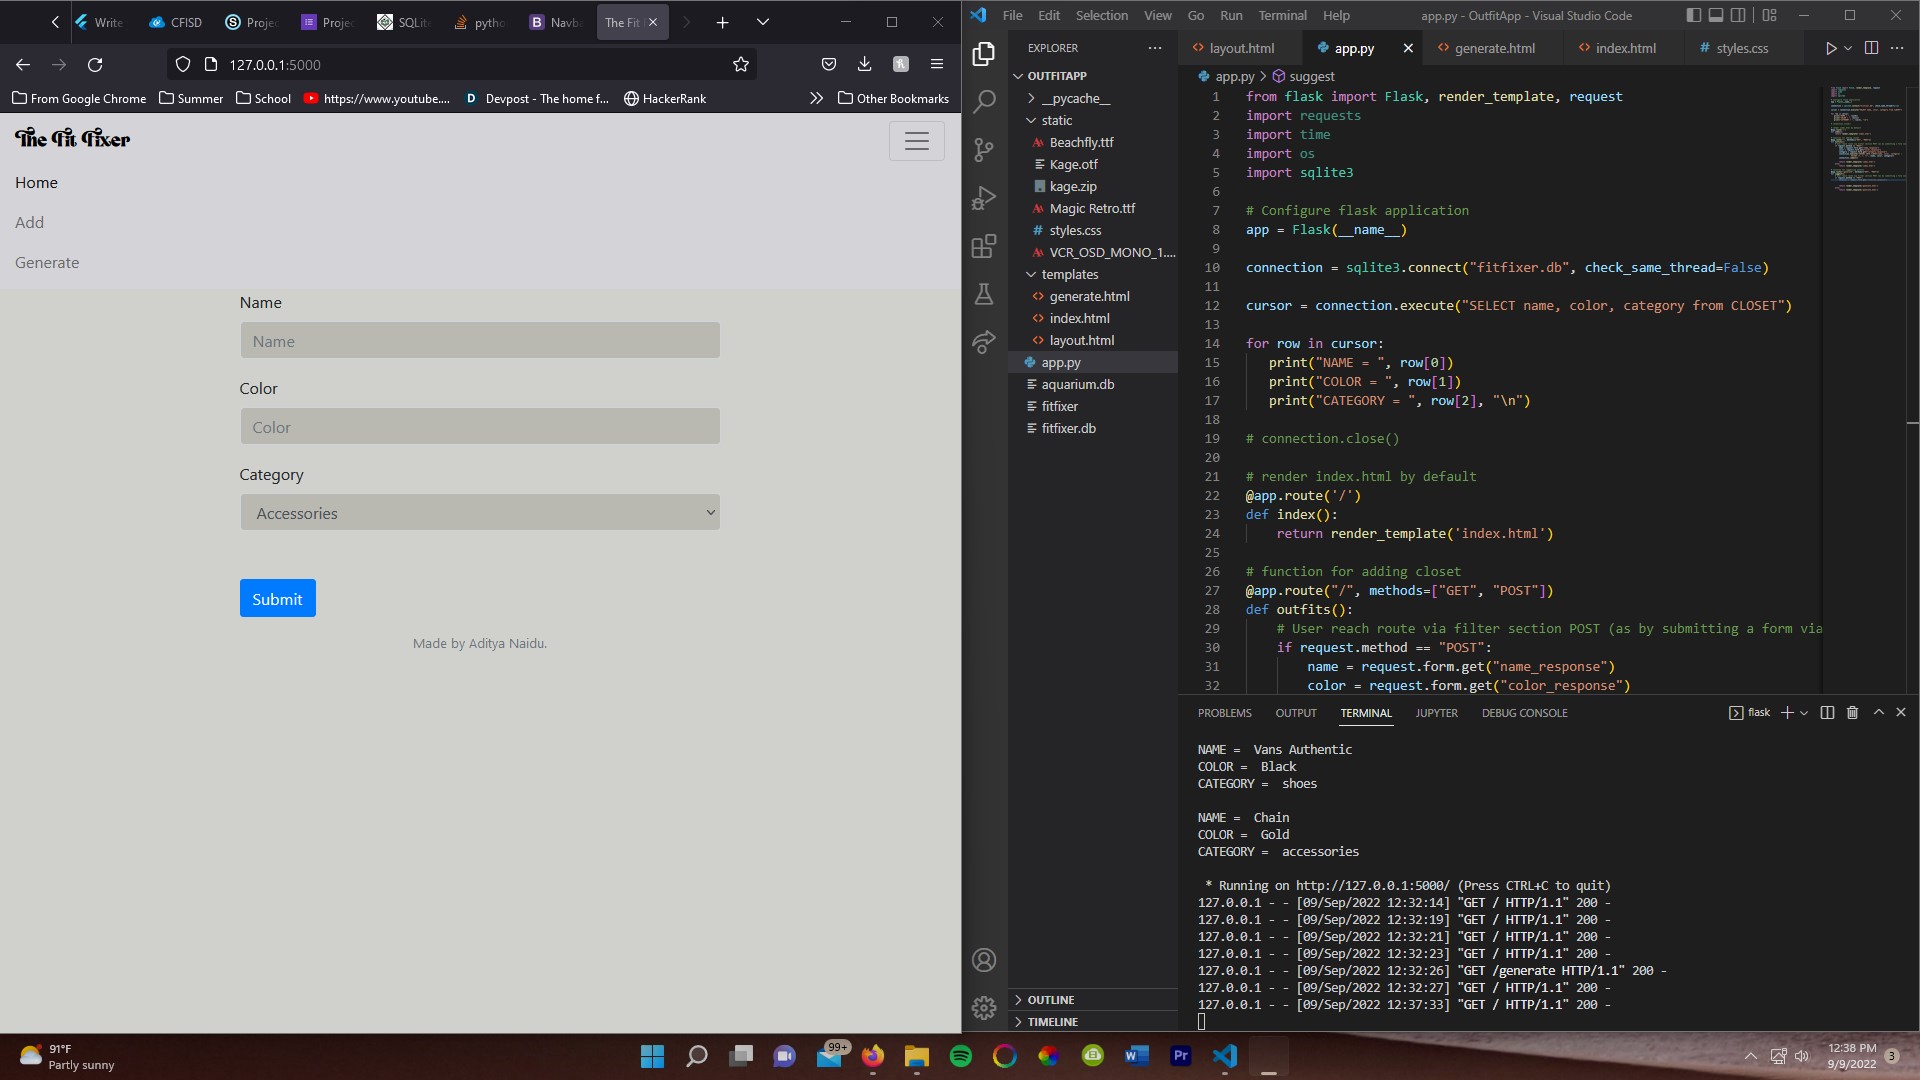 Write
CFISD
Projec
Projec
SQLite
pytho
Navba
The Fit
127.0.0.1:5000
From Google Chrome
Summer
School
https://www.youtube....
Devpost - The home f...
HackerRank
Other Bookmarks
The Fit Fixer
Home
Add
Generate
Name
Name
Color
Color
Category
Accessories
Submit
Made by Aditya Naidu.
File Edit Selection View Go Run Terminal Help
app.py - OutfitApp - Visual Studio Code
EXPLORER
OUTFITAPP
__pycache__
static
Beachfly.ttf
Kage.otf
kage.zip
Magic Retro.ttf
styles.css
VCR_OSD_MONO_1....
templates
generate.html
index.html
layout.html
app.py
aquarium.db
fitfixer
fitfixer.db
OUTLINE
TIMELINE
layout.html
app.py
generate.html
index.html
styles.css
app.py > suggest
1 from flask import Flask, render_template, request
2 import requests
3 import time
4 import os
5 import sqlite3
6
7 # Configure flask application
8 app = Flask(__name__)
9
10 connection = sqlite3.connect("fitfixer.db", check_same_thread=False)
11
12 cursor = connection.execute("SELECT name, color, category from CLOSET")
13
14 for row in cursor:
15 print("NAME = ", row[0])
16 print("COLOR = ", row[1])
17 print("CATEGORY = ", row[2], "\n")
18
19 # connection.close()
20
21 # render index.html by default
22 @app.route('/')
23 def index():
24 return render_template('index.html')
25
26 # function for adding closet
27 @app.route("/", methods=["GET", "POST"])
28 def outfits():
29 # User reach route via filter section POST (as by submitting a form via
30 if request.method == "POST":
31 name = request.form.get("name_response")
32 color = request.form.get("color_response")
PROBLEMS OUTPUT TERMINAL JUPYTER DEBUG CONSOLE
flask
NAME =  Vans Authentic
COLOR =  Black
CATEGORY =  shoes
NAME =  Chain
COLOR =  Gold
CATEGORY =  accessories
* Running on http://127.0.0.1:5000/ (Press CTRL+C to quit)
127.0.0.1 - - [09/Sep/2022 12:32:14] "GET / HTTP/1.1" 200 -
127.0.0.1 - - [09/Sep/2022 12:32:19] "GET / HTTP/1.1" 200 -
127.0.0.1 - - [09/Sep/2022 12:32:21] "GET / HTTP/1.1" 200 -
127.0.0.1 - - [09/Sep/2022 12:32:23] "GET / HTTP/1.1" 200 -
127.0.0.1 - - [09/Sep/2022 12:32:26] "GET /generate HTTP/1.1" 200 -
127.0.0.1 - - [09/Sep/2022 12:32:27] "GET / HTTP/1.1" 200 -
127.0.0.1 - - [09/Sep/2022 12:37:33] "GET / HTTP/1.1" 200 -
91°F
Partly sunny
99+
12:38 PM
9/9/2022
3